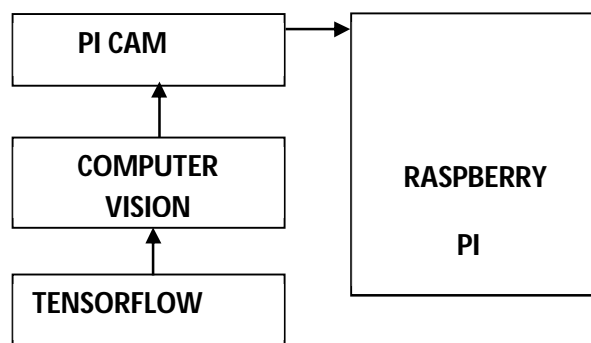 PI CAM
COMPUTER
VISION
TENSORFLOW
RASPBERRY
PI